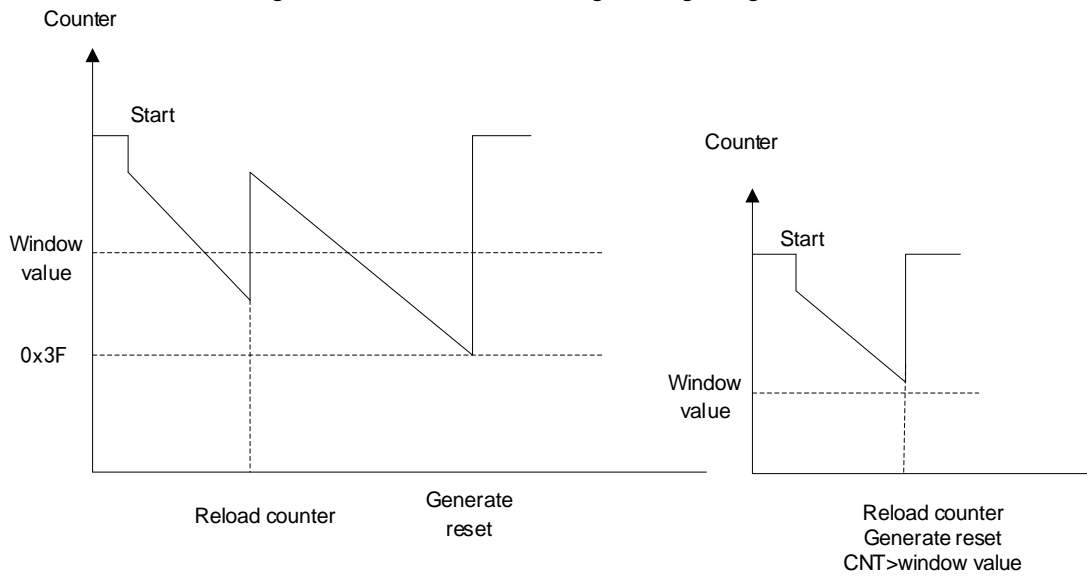 Counter
Start
Window
value
0x3F
Reload counter
Generate
reset
Counter
Start
Window
value
Reload counter
Generate reset
CNT>window value